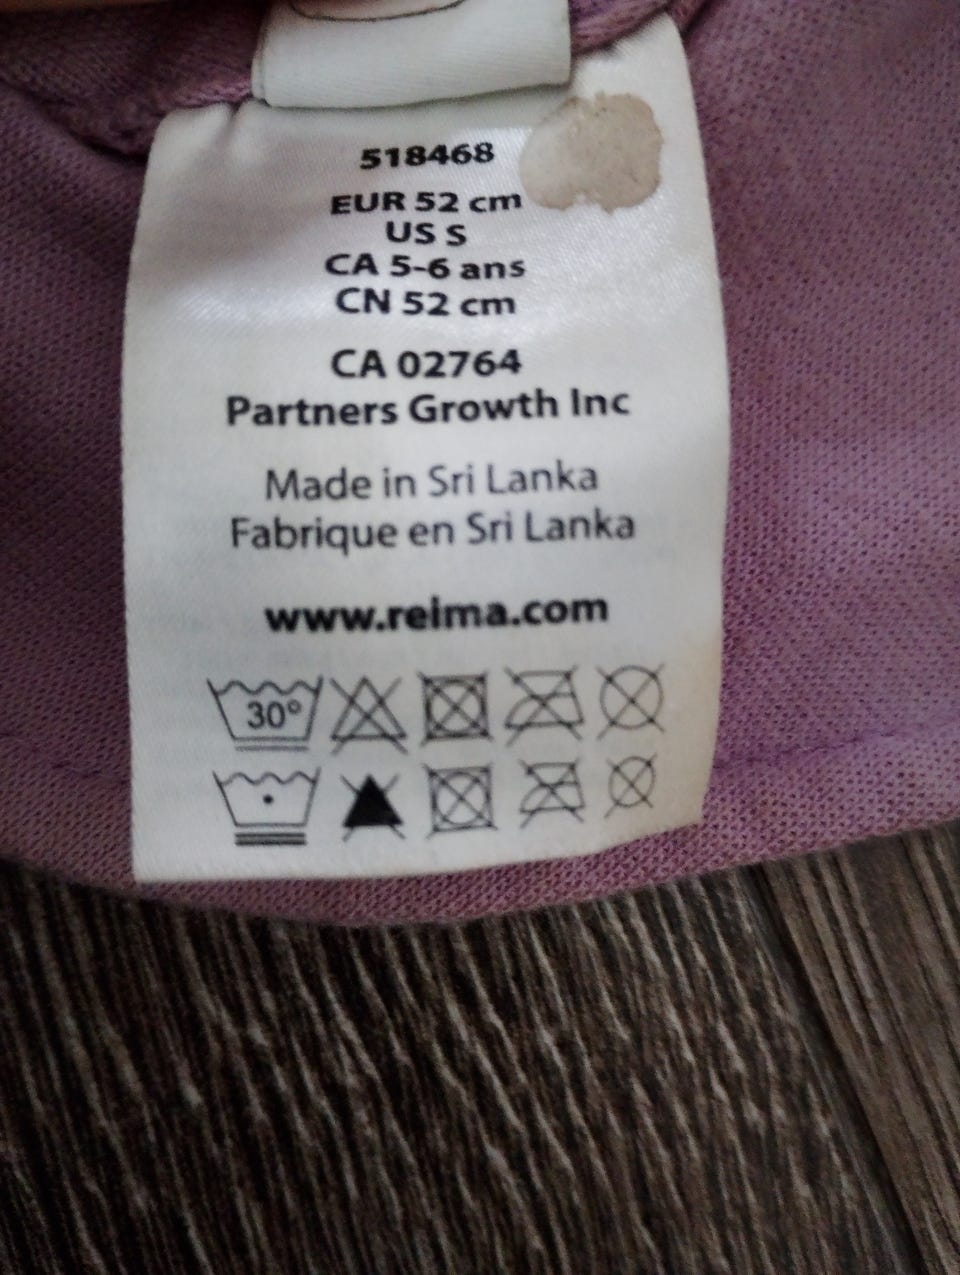 518468
EUR 52 cm
US S
CA 5-6 ans
CN 52 cm
CA 02764
Partners Growth Inc
Made in Sri Lanka
Fabrique en Sri Lanka
www.reima.com
30°